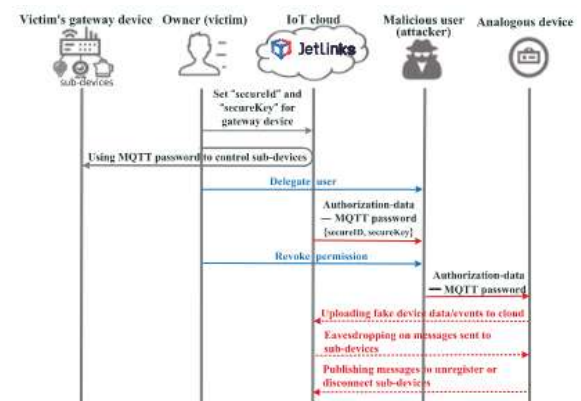 Victim's gateway device Owner (victim) IoT cloud Malicious user Analogous device
(attacker)
JetLinks
sub-devices
Set "secureId" and
"secureKey" for
gateway device
Using MQTT password to control sub-devices
Delegate user
Authorization-data
— MQTT password
{secureID, secureKey}
Revoke permission
Authorization-data
— MQTT password
Uploading fake device data/events to cloud
Eavesdropping on messages sent to
sub-devices
Publishing messages to unregister or
disconnect sub-devices